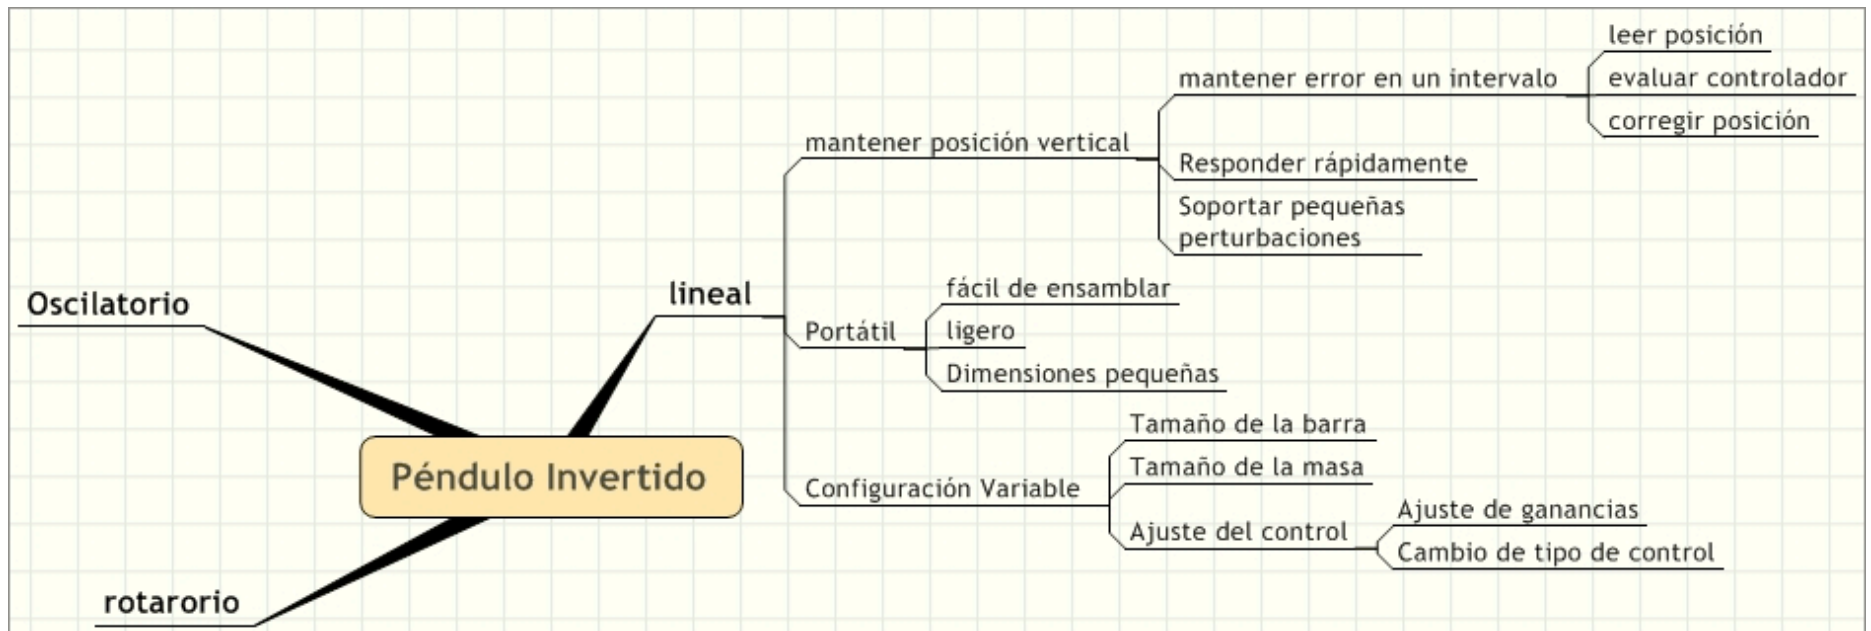 leer posición
mantener error en un intervalo
evaluar controlador
corregir posición
mantener posición vertical
Responder rápidamente
Soportar pequeñas
perturbaciones
Oscilatorio
lineal
fácil de ensamblar
Portátil
ligero
Dimensiones pequeñas
Péndulo Invertido
Tamaño de la barra
Tamaño de la masa
Configuración Variable
Ajuste del control
Ajuste de ganancias
Cambio de tipo de control
rotarorio